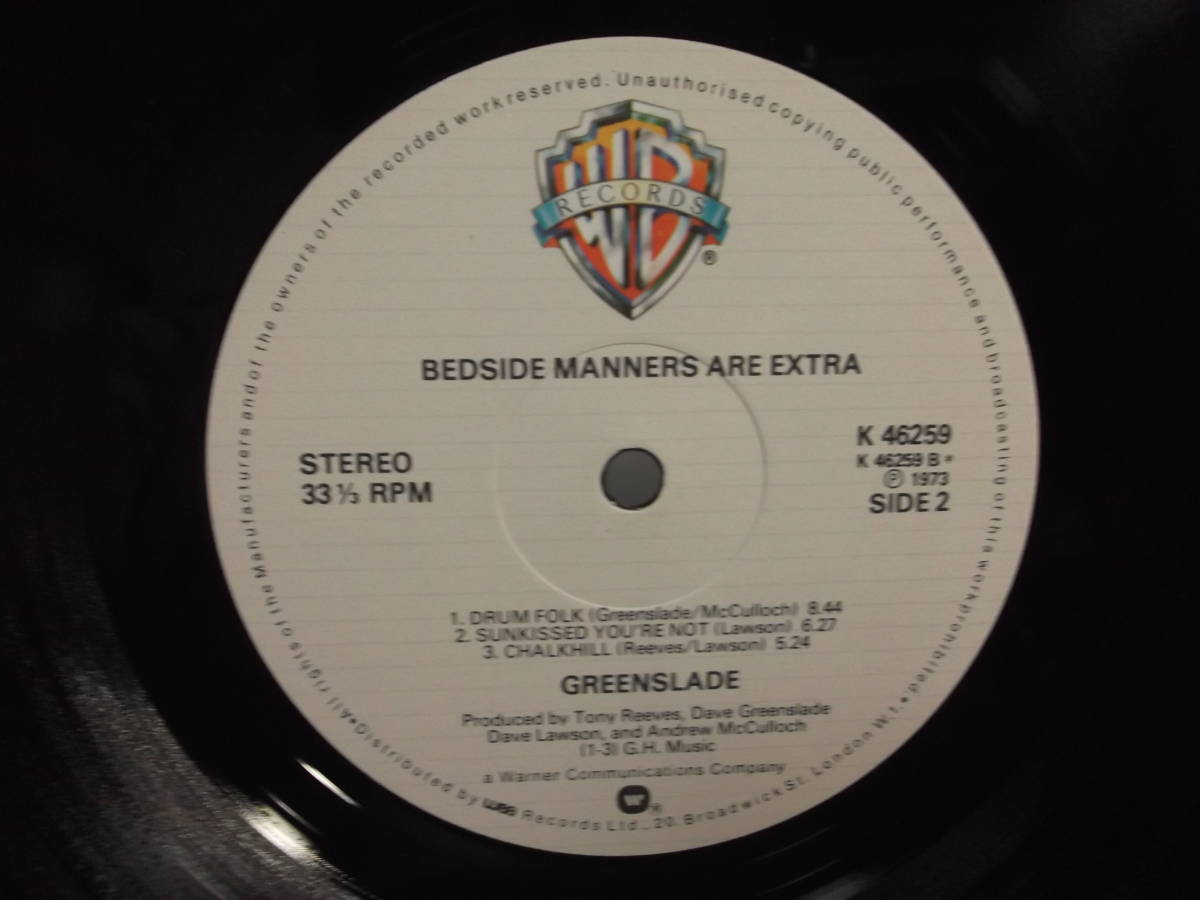 All rights of the Manufacturers and of the owners of the recorded work reserved. Unauthorised copying public performance and broadcasting of this work prohibited.
WB
RECORDS
®
BEDSIDE MANNERS ARE EXTRA
STEREO
33⅓ RPM
K 46259
K 46259 B *
℗ 1973
SIDE 2
1. DRUM FOLK (Greenslade/McCulloch) 8.44
2. SUNKISSED YOU'RE NOT (Lawson) 6.27
3. CHALKHILL (Reeves/Lawson) 5.24
GREENSLADE
Produced by Tony Reeves, Dave Greenslade
Dave Lawson, and Andrew McCulloch
(1-3) G.H. Music
a Warner Communications Company
®
•Distributed by wea Records Ltd., 20, Broadwick St. London W.1.•